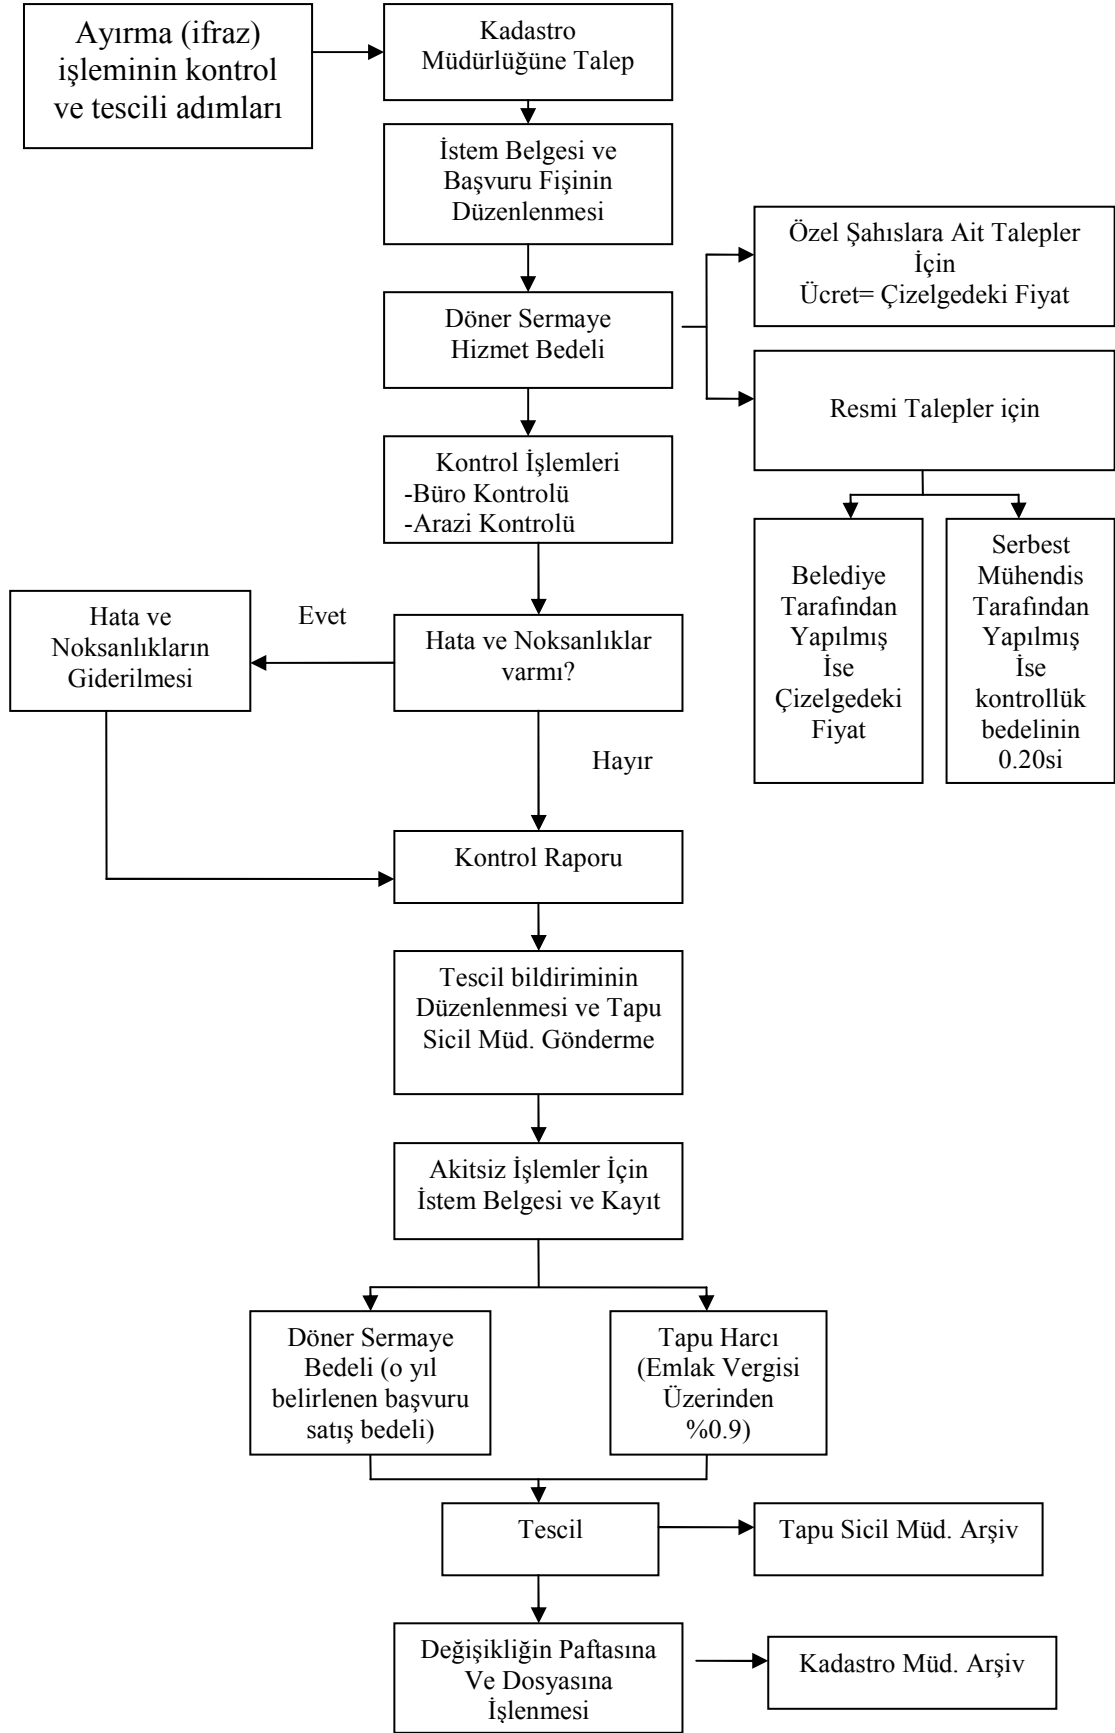 Ayırma (ifraz)
işleminin kontrol
ve tescili adımları
Kadastro
Müdürlüğüne Talep
İstem Belgesi ve
Başvuru Fişinin
Düzenlenmesi
Döner Sermaye
Hizmet Bedeli
Özel Şahıslara Ait Talepler
İçin
Ücret= Çizelgedeki Fiyat
Resmi Talepler için
Belediye
Tarafından
Yapılmış
İse
Çizelgedeki
Fiyat
Serbest
Mühendis
Tarafından
Yapılmış
İse
kontrollük
bedelinin
0.20si
Kontrol İşlemleri
-Büro Kontrolü
-Arazi Kontrolü
Hata ve Noksanlıklar
varmı?
Evet
Hata ve
Noksanlıkların
Giderilmesi
Hayır
Kontrol Raporu
Tescil bildiriminin
Düzenlenmesi ve Tapu
Sicil Müd. Gönderme
Akitsiz İşlemler İçin
İstem Belgesi ve Kayıt
Döner Sermaye
Bedeli (o yıl
belirlenen başvuru
satış bedeli)
Tapu Harcı
(Emlak Vergisi
Üzerinden
%0.9)
Tescil
Tapu Sicil Müd. Arşiv
Değişikliğin Paftasına
Ve Dosyasına
İşlenmesi
Kadastro Müd. Arşiv